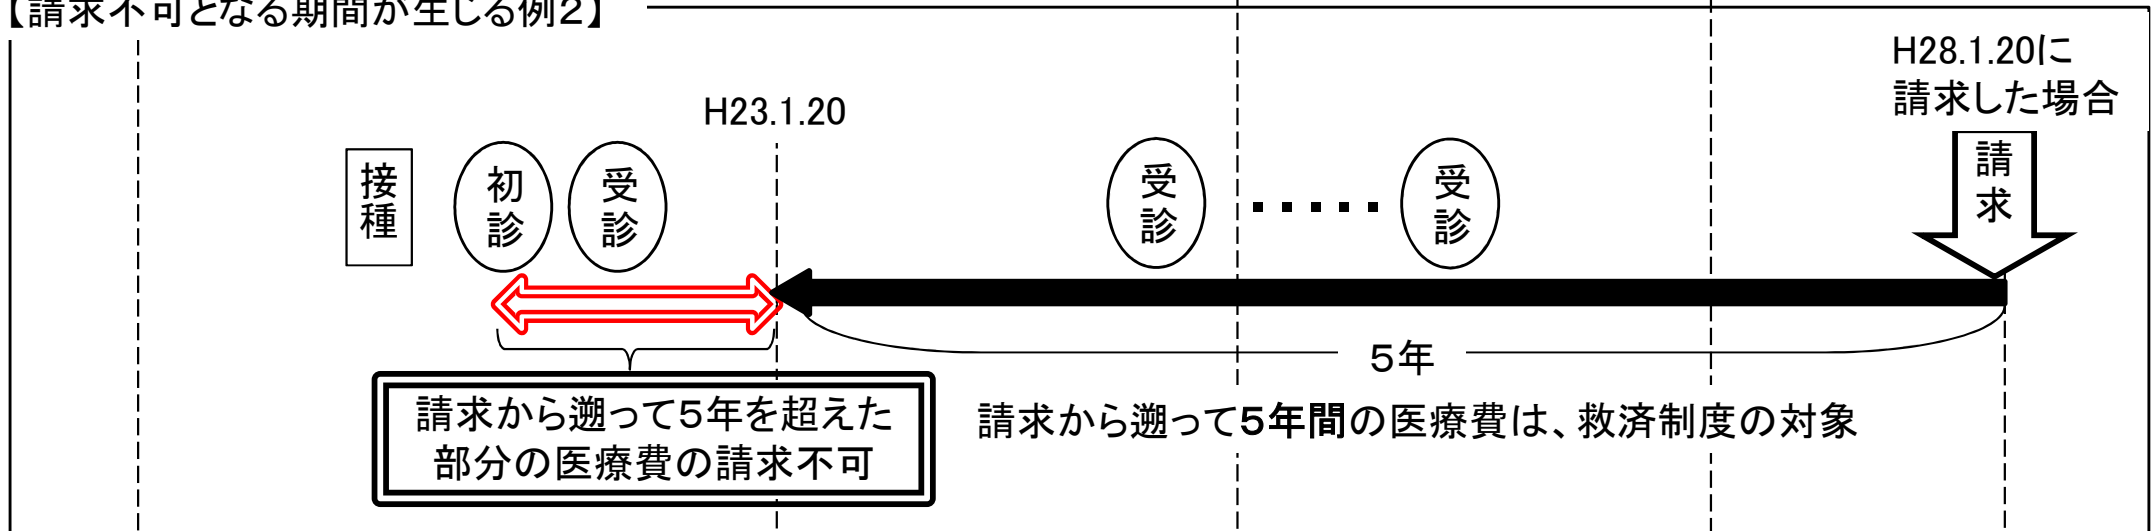 【請求不可となる期間が生じる例２】
H28.1.20に
請求した場合
H23.1.20
接種
初診
受診
受診
・・・・・
受診
請求
５年
請求から遡って５年を超えた
部分の医療費の請求不可
請求から遡って５年間の医療費は、救済制度の対象